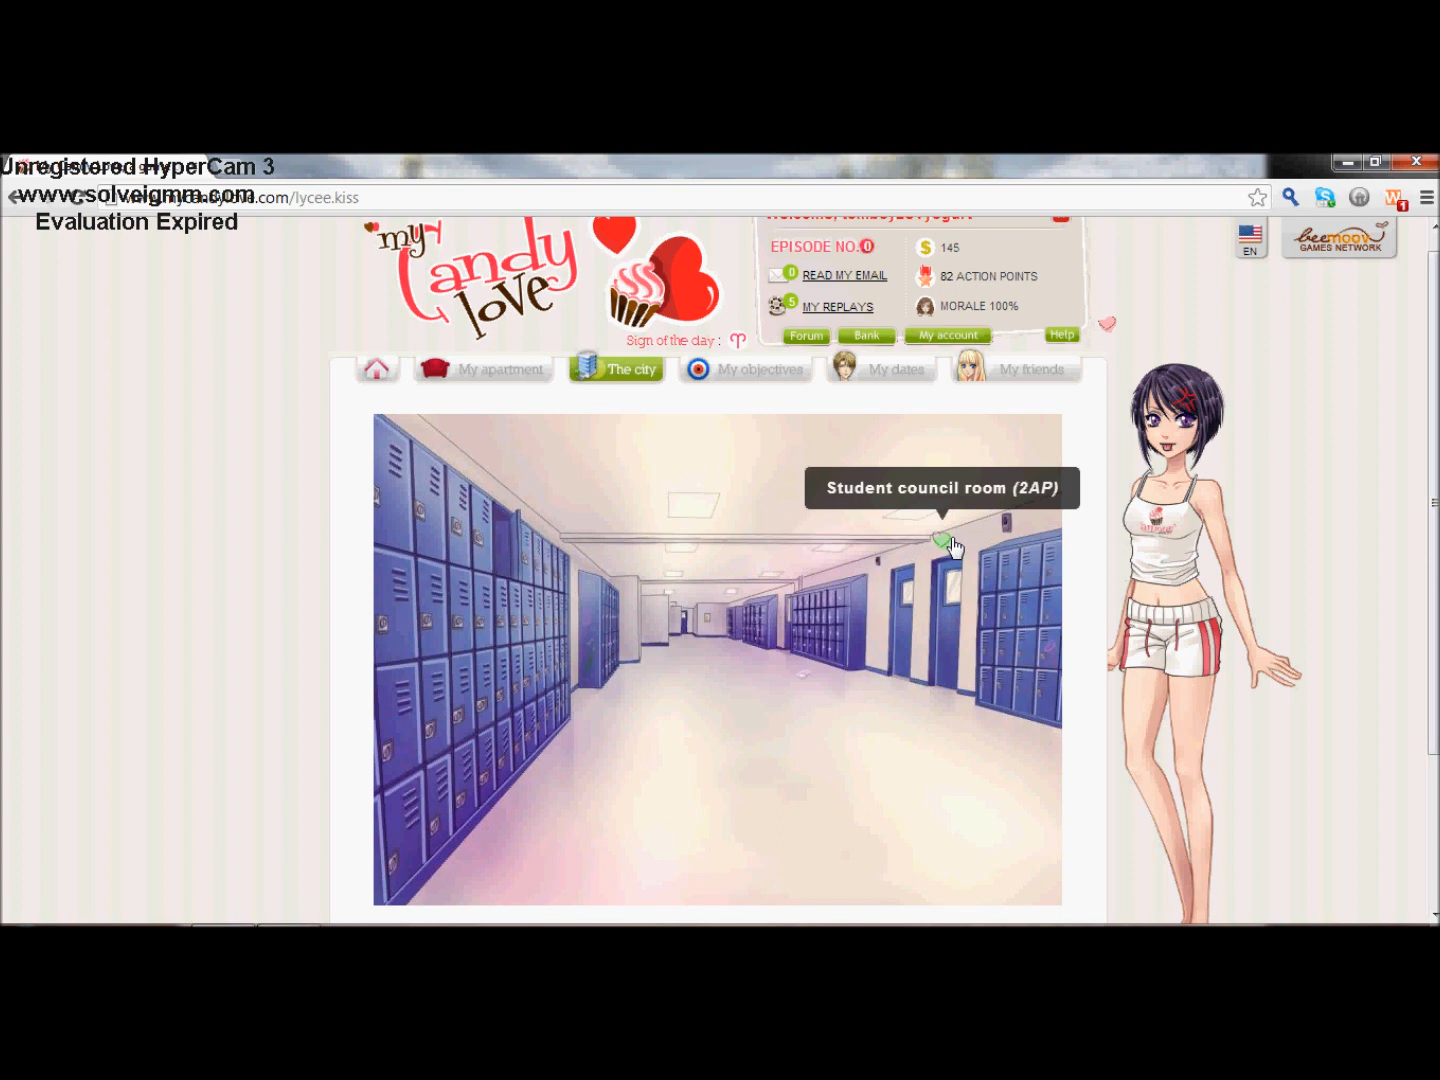 Unregistered HyperCam 3
www.solveigmm.com
Evaluation Expired
love.com/lycee.kiss
my
Candy
love
EPISODE NO.0
$ 145
0 READ MY EMAIL
82 ACTION POINTS
5 MY REPLAYS
MORALE 100%
Sign of the day :
Forum
Bank
My account
Help
EN
beemoov
GAMES NETWORK
1
My apartment
The city
My objectives
My dates
My friends
Student council room (2AP)